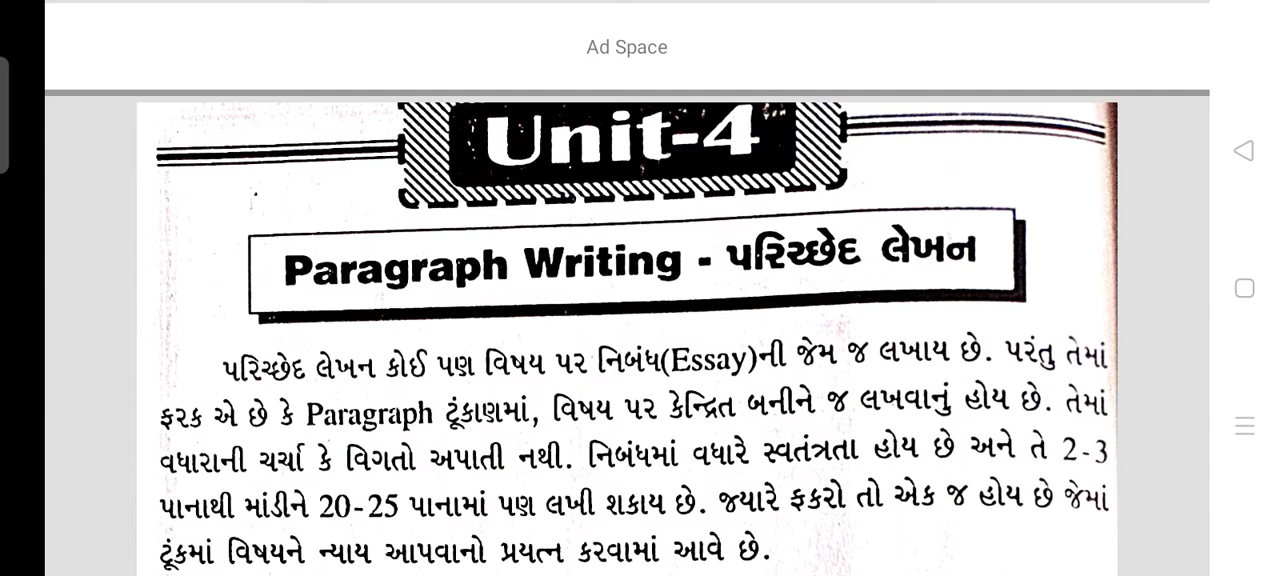 Ad Space
Unit-4
Paragraph Writing - પરિચ્છેદ લેખન
પરિચ્છેદ લેખન કોઈ પણ વિષય પર નિબંધ(Essay)ની જેમ જ લખાય છે. પરંતુ તેમાં
ફરક એ છે કે Paragraph ટૂંકાણમાં, વિષય પર કેન્દ્રિત બનીને જ લખવાનું હોય છે. તેમાં
વધારાની ચર્ચા કે વિગતો અપાતી નથી. નિબંધમાં વધારે સ્વતંત્રતા હોય છે અને તે 2-3
પાનાથી માંડીને 20-25 પાનામાં પણ લખી શકાય છે. જ્યારે ફકરો તો એક જ હોય છે જેમાં
ટૂંકમાં વિષયને ન્યાય આપવાનો પ્રયત્ન કરવામાં આવે છે.